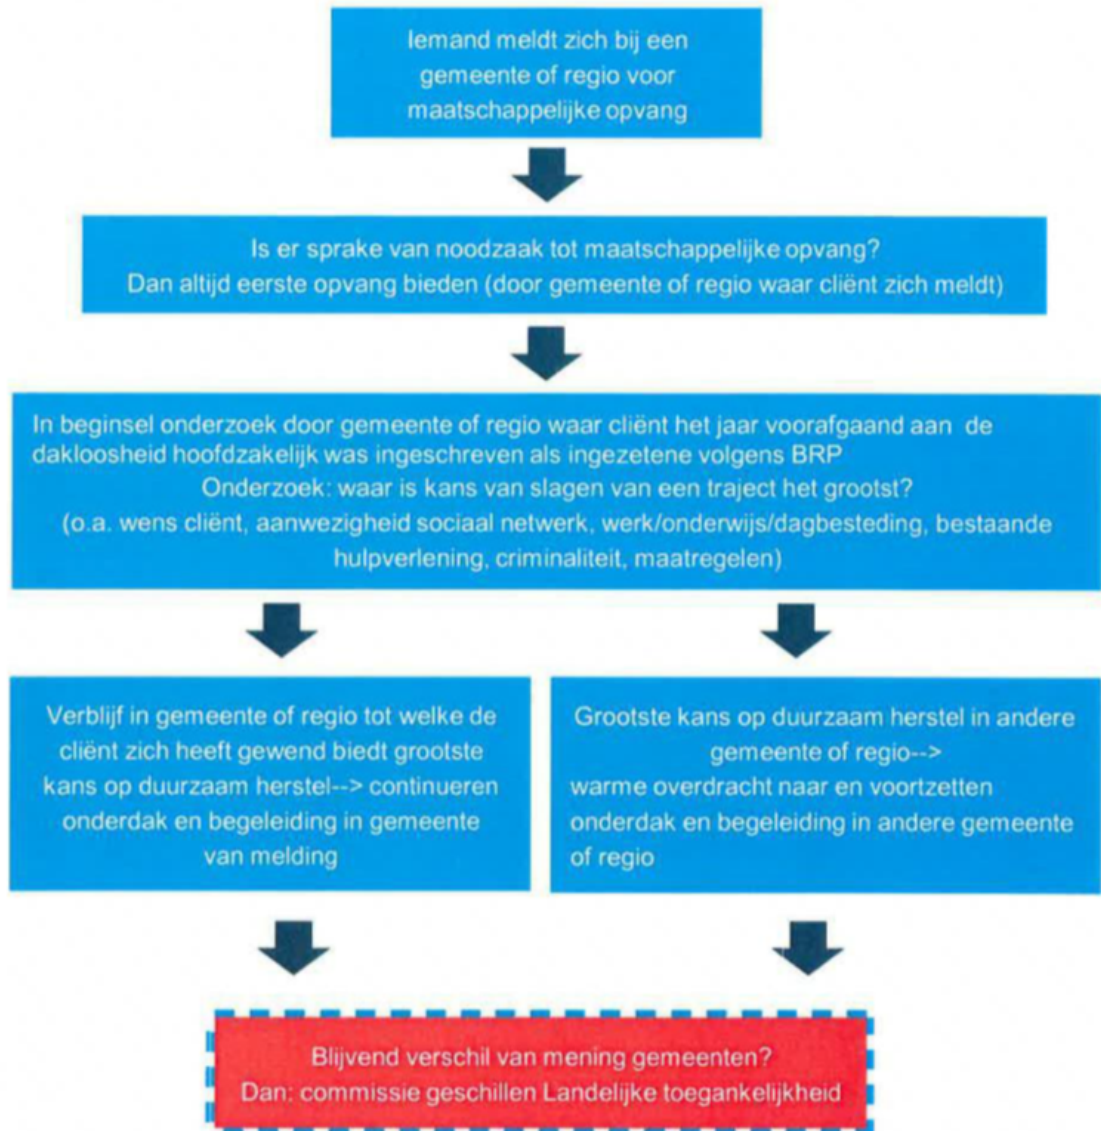 Iemand meldt zich bij een
gemeente of regio voor
maatschappelijke opvang
Is er sprake van noodzaak tot maatschappelijke opvang?
Dan altijd eerste opvang bieden (door gemeente of regio waar cliënt zich meldt)
In beginsel onderzoek door gemeente of regio waar cliënt het jaar voorafgaand aan de
dakloosheid hoofdzakelijk was ingeschreven als ingezetene volgens BRP
Onderzoek: waar is kans van slagen van een traject het grootst?
(o.a. wens cliënt, aanwezigheid sociaal netwerk, werk/onderwijs/dagbesteding, bestaande
hulpverlening, criminaliteit, maatregelen)
Verblijf in gemeente of regio tot welke de
cliënt zich heeft gewend biedt grootste
kans op duurzaam herstel--> continueren
onderdak en begeleiding in gemeente
van melding
Grootste kans op duurzaam herstel in andere
gemeente of regio-->
warme overdracht naar en voortzetten
onderdak en begeleiding in andere gemeente
of regio
Blijvend verschil van mening gemeenten?
Dan: commissie geschillen Landelijke toegankelijkheid